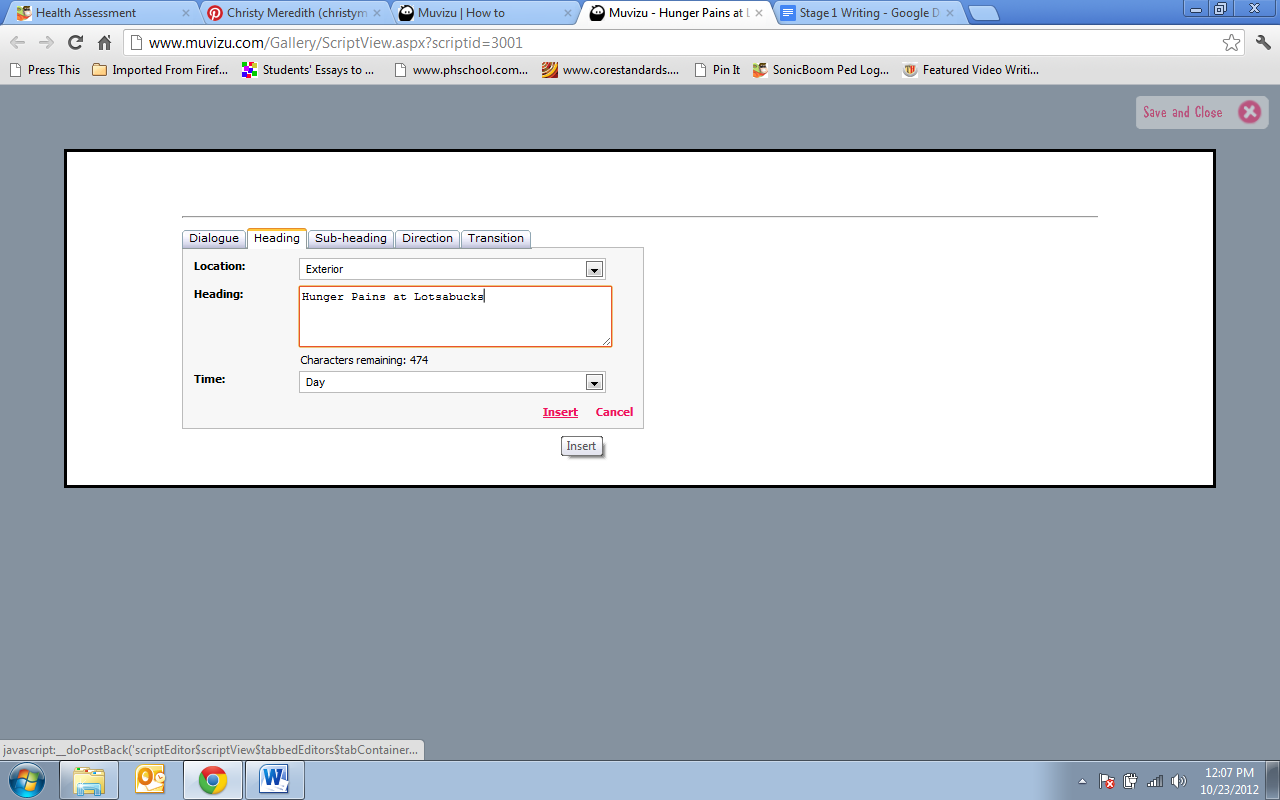 Health Assessment
Christy Meredith (christym
Muvizu | How to
Muvizu - Hunger Pains at L
Stage 1 Writing - Google D
www.muvizu.com/Gallery/ScriptView.aspx?scriptid=3001
Press This
Imported From Firef...
Students' Essays to ...
www.phschool.com...
www.corestandards....
Pin It
SonicBoom Ped Log...
Featured Video Writi...
Save and Close
Dialogue
Heading
Sub-heading
Direction
Transition
Location:
Exterior
Heading:
Hunger Pains at Lotsabucks
Characters remaining: 474
Time:
Day
Insert
Cancel
Insert
javascript:__doPostBack('scriptEditor$scriptView$tabbedEditors$tabContainer...
12:07 PM
10/23/2012